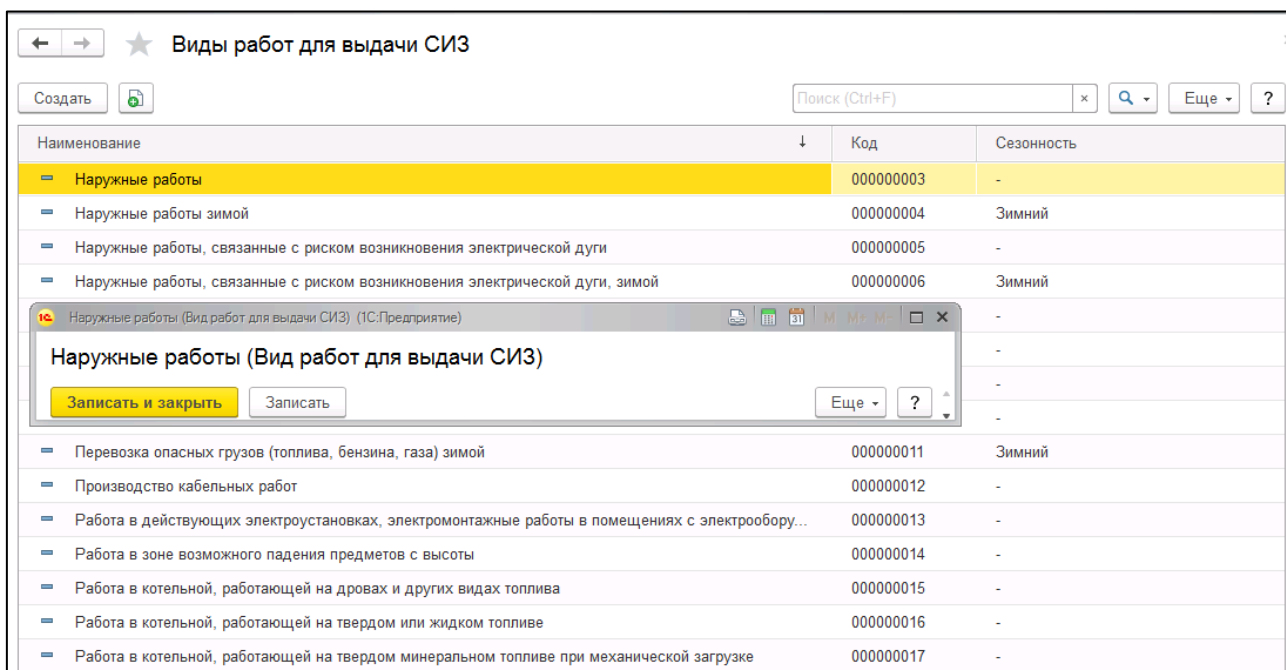 Виды работ для выдачи СИЗ
Создать Поиск (Ctrl+F) × Еще ?
Наименование ↓ Код Сезонность
Наружные работы 000000003 -
Наружные работы зимой 000000004 Зимний
Наружные работы, связанные с риском возникновения электрической дуги 000000005 -
Наружные работы, связанные с риском возникновения электрической дуги, зимой 000000006 Зимний
1С Наружные работы (Вид работ для выдачи СИЗ) (1С:Предприятие) 31 M M+ M- -
Наружные работы (Вид работ для выдачи СИЗ) -
-
Записать и закрыть Записать Еще ?
-
Перевозка опасных грузов (топлива, бензина, газа) зимой 000000011 Зимний
Производство кабельных работ 000000012 -
Работа в действующих электроустановках, электромонтажные работы в помещениях с электрообору... 000000013 -
Работа в зоне возможного падения предметов с высоты 000000014 -
Работа в котельной, работающей на дровах и других видах топлива 000000015 -
Работа в котельной, работающей на твердом или жидком топливе 000000016 -
Работа в котельной, работающей на твердом минеральном топливе при механической загрузке 000000017 -